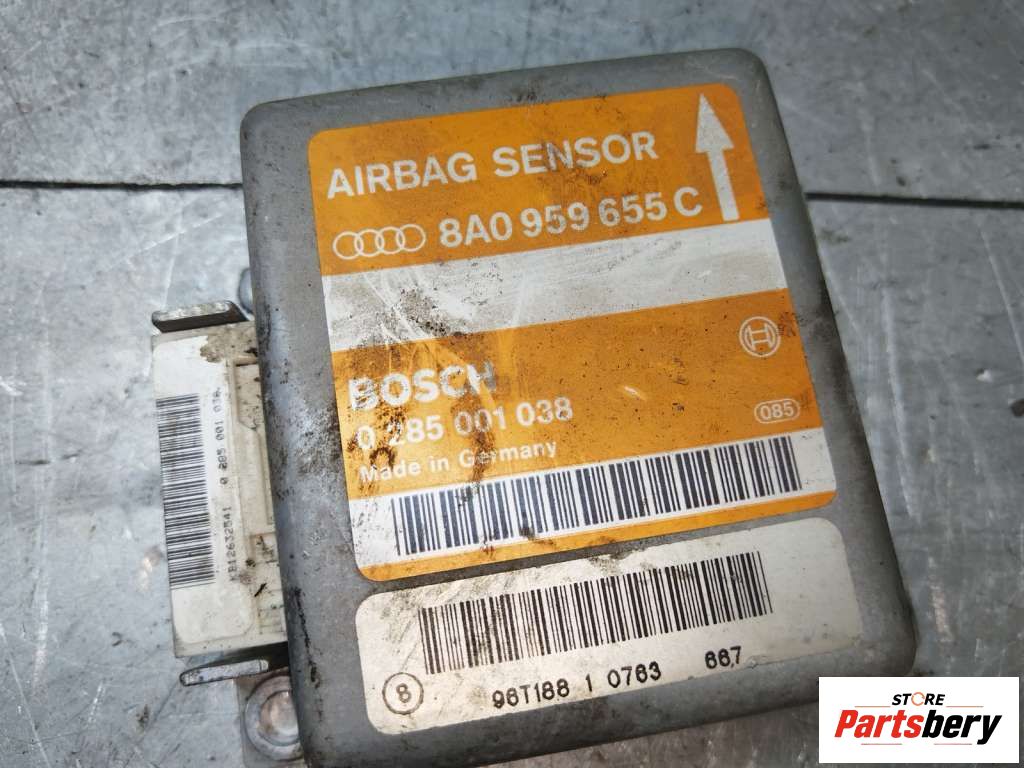 AIRBAG SENSOR
8A0 959 655 C
BOSCH
0 285 001 038
085
Made in Germany
0 285 001 038
KB12632541
8 96T188 1 0763 667
STORE
Partsbery